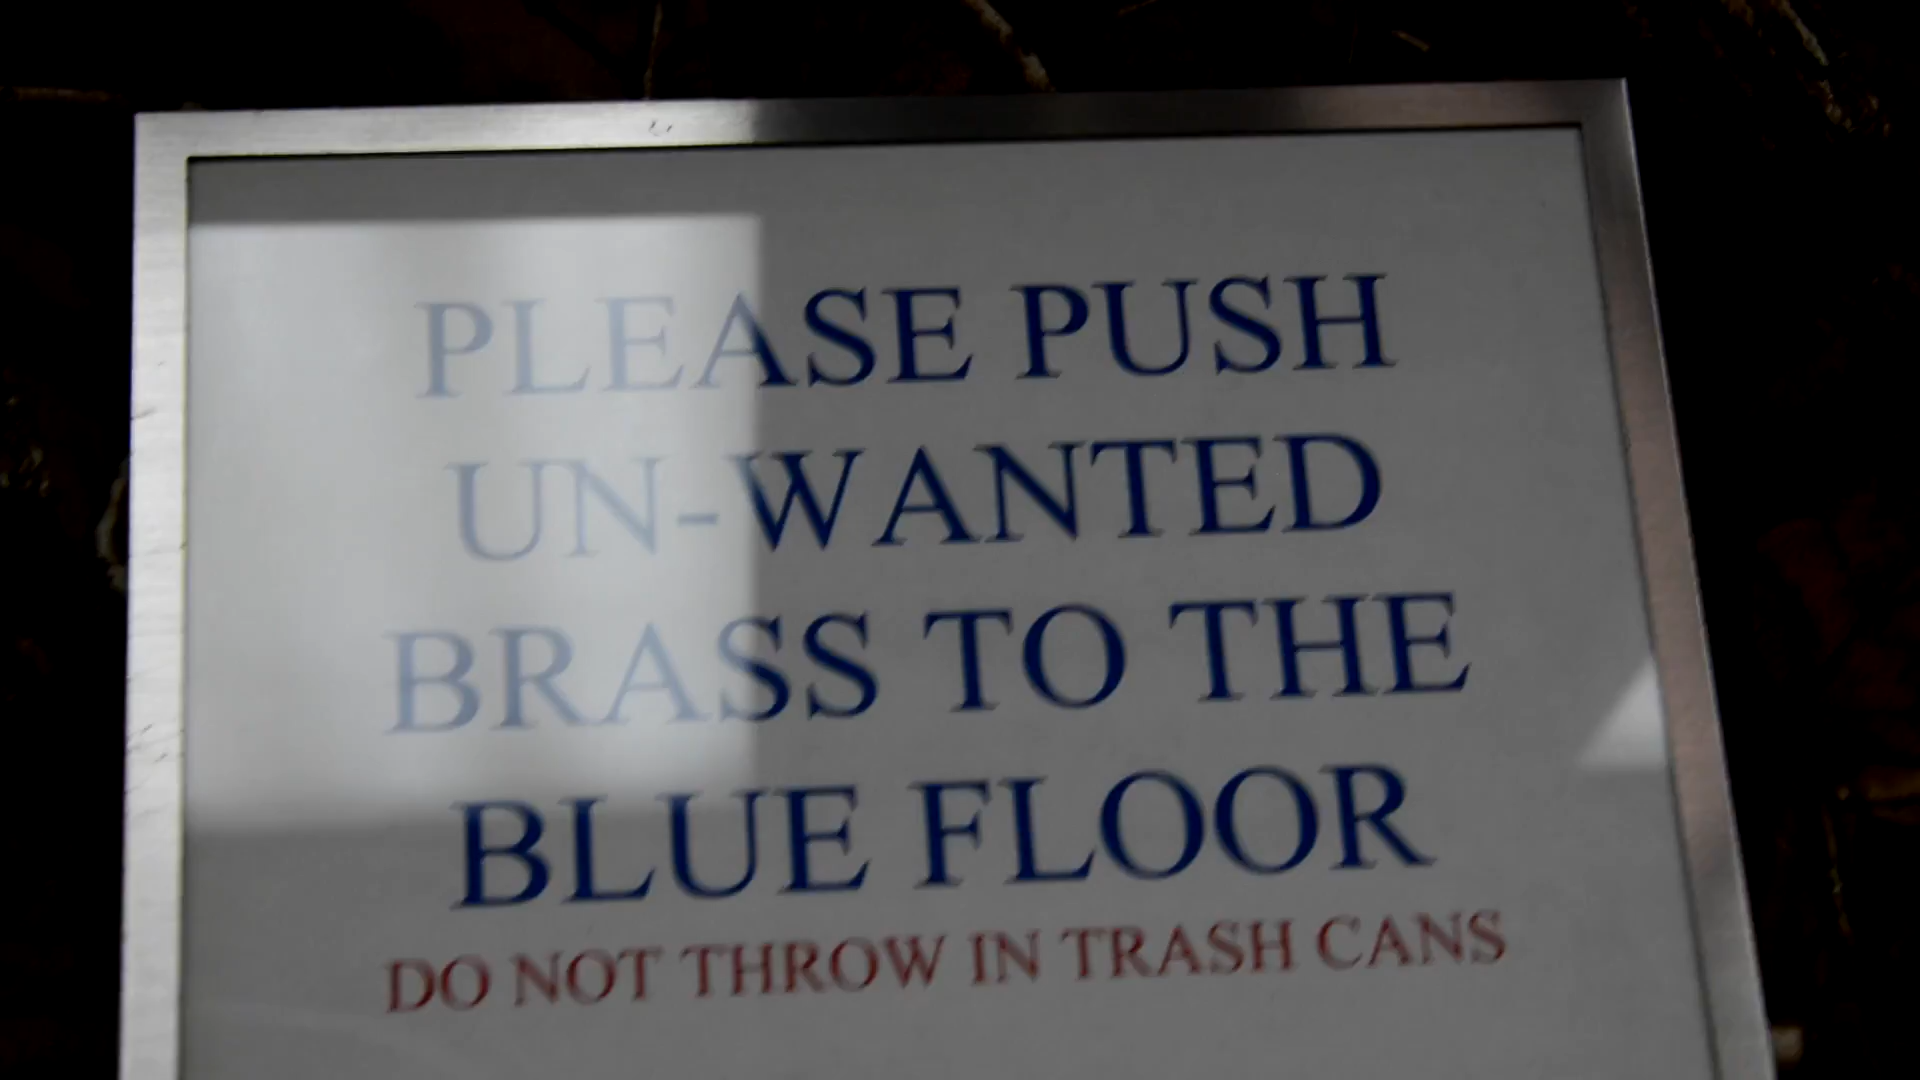 PLEASE PUSH
UN-WANTED
BRASS TO THE
BLUE FLOOR
DO NOT THROW IN TRASH CANS